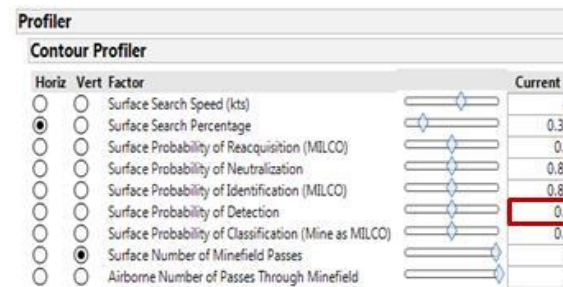 Profiler
Contour Profiler
Horiz Vert Factor Current
Surface Search Speed (kts)
Surface Search Percentage 0.3
Surface Probability of Reacquisition (MILCO) 0.
Surface Probability of Neutralization 0.8
Surface Probability of Identification (MILCO) 0.8
Surface Probability of Detection 0.
Surface Probability of Classification (Mine as MILCO) 0.
Surface Number of Minefield Passes
Airborne Number of Passes Through Minefield